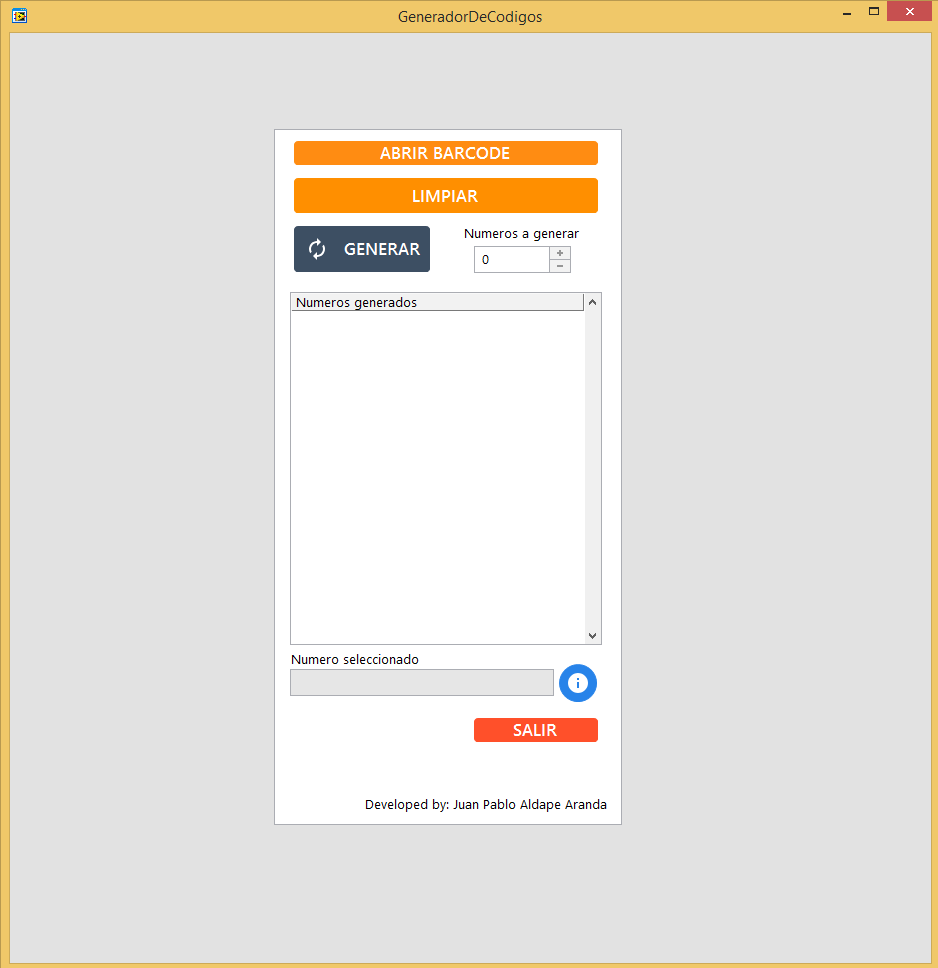 GeneradorDeCodigos
ABRIR BARCODE
LIMPIAR
GENERAR
Numeros a generar
0
Numeros generados
Numero seleccionado
SALIR
Developed by: Juan Pablo Aldape Aranda